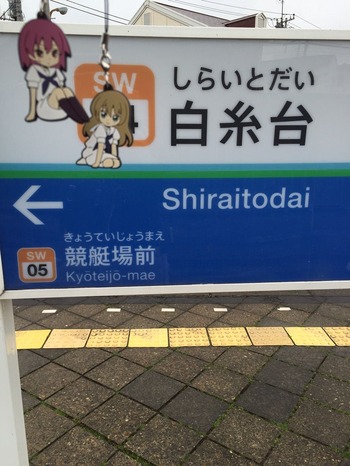 しらいとだい
SW
4
白糸台
Shiraitodai
きょうていじょうまえ
SW
05
競艇場前
Kyōteijō-mae